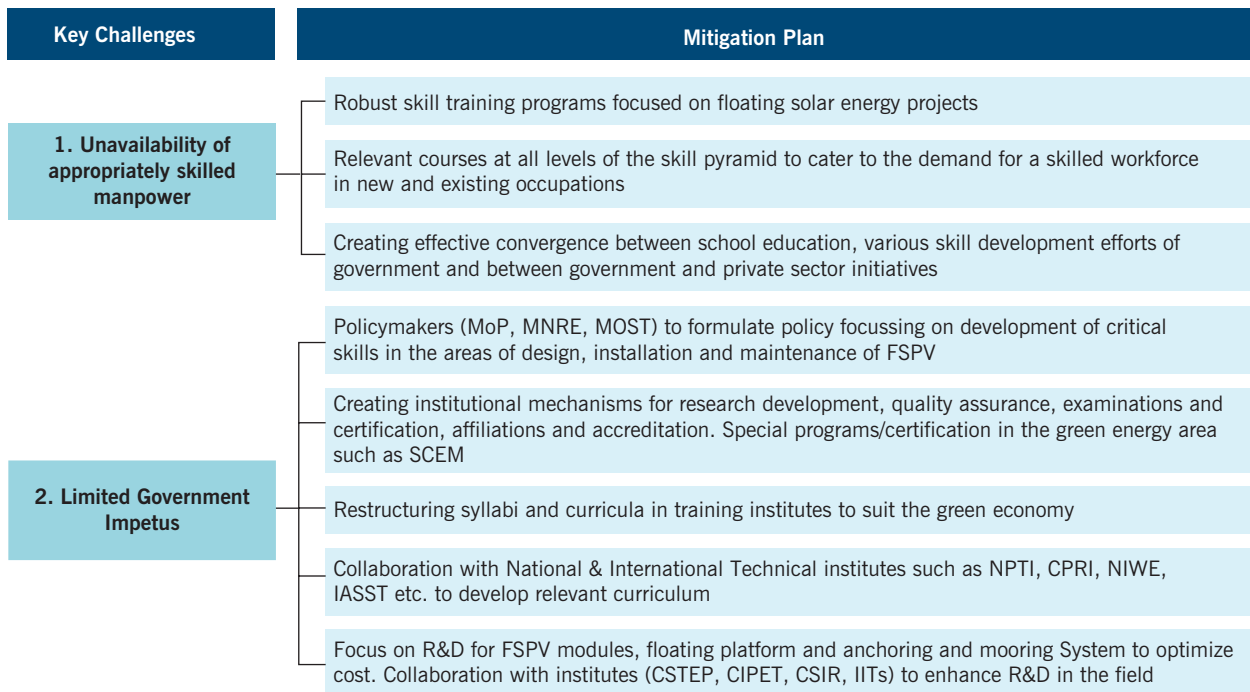 Key Challenges
Mitigation Plan
1. Unavailability of
appropriately skilled
manpower
Robust skill training programs focused on floating solar energy projects
Relevant courses at all levels of the skill pyramid to cater to the demand for a skilled workforce
in new and existing occupations
Creating effective convergence between school education, various skill development efforts of
government and between government and private sector initiatives
2. Limited Government
Impetus
Policymakers (MoP, MNRE, MOST) to formulate policy focussing on development of critical
skills in the areas of design, installation and maintenance of FSPV
Creating institutional mechanisms for research development, quality assurance, examinations and
certification, affiliations and accreditation. Special programs/certification in the green energy area
such as SCEM
Restructuring syllabi and curricula in training institutes to suit the green economy
Collaboration with National & International Technical institutes such as NPTI, CPRI, NIWE,
IASST etc. to develop relevant curriculum
Focus on R&D for FSPV modules, floating platform and anchoring and mooring System to optimize
cost. Collaboration with institutes (CSTEP, CIPET, CSIR, IITs) to enhance R&D in the field